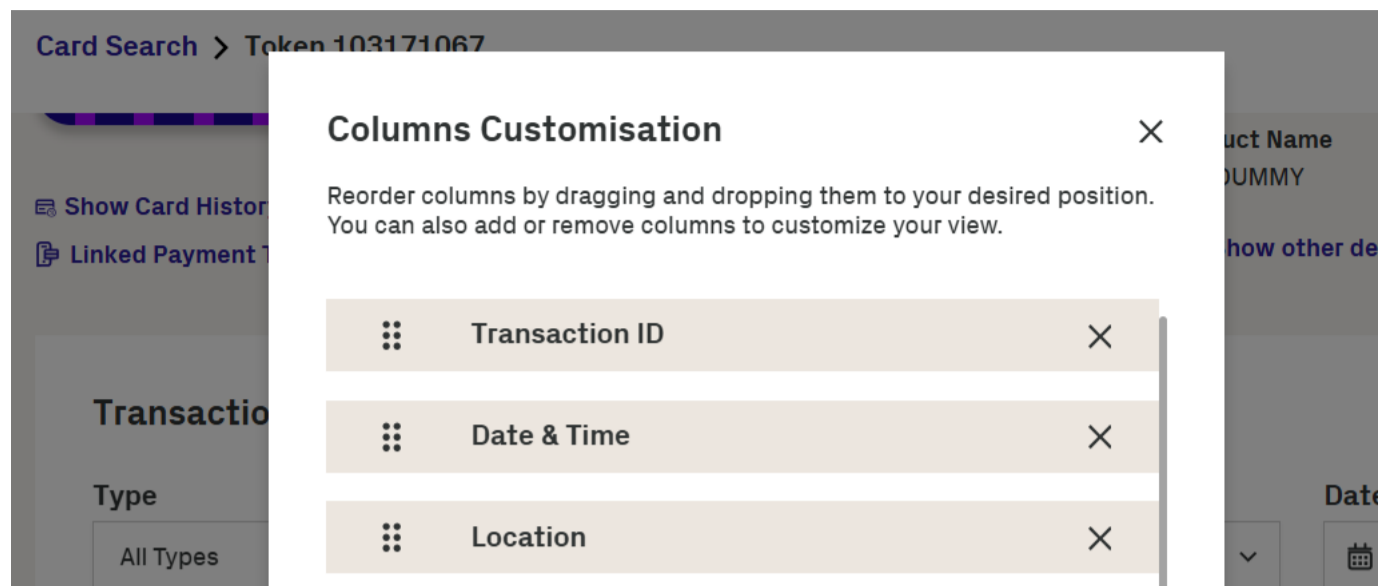 Card Search > Token 103171067
Columns Customisation
Reorder columns by dragging and dropping them to your desired position.
You can also add or remove columns to customize your view.
uct Name
DUMMY
Show Card History
Linked Payment T
how other de
Transaction ID
Date & Time
Location
Transactio
Type
All Types
Date